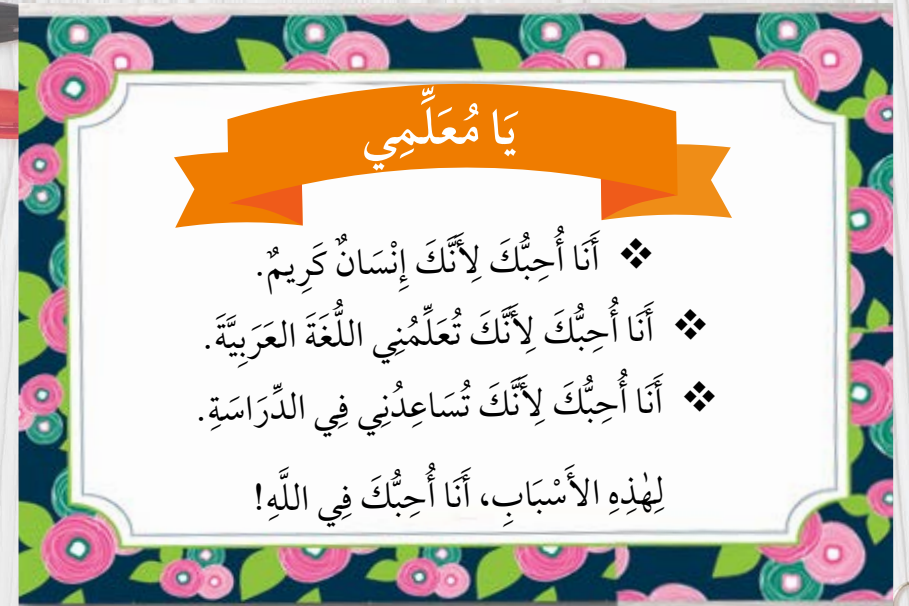 يَا مُعَلِّمِي
❖ أَنَا أُحِبُّكَ لِأَنَّكَ إِنْسَانٌ كَرِيمٌ.
❖ أَنَا أُحِبُّكَ لِأَنَّكَ تُعَلِّمُنِي اللُّغَةَ العَرَبِيَّةَ.
❖ أَنَا أُحِبُّكَ لِأَنَّكَ تُسَاعِدُنِي فِي الدِّرَاسَةِ.
لِهٰذِهِ الأَسْبَابِ، أَنَا أُحِبُّكَ فِي اللَّهِ!